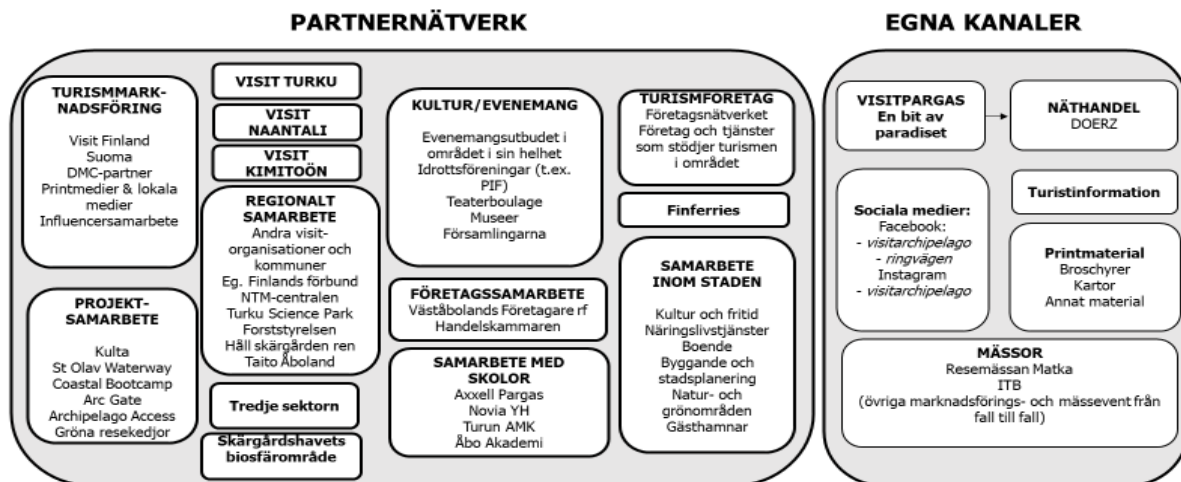 PARTNERNÄTVERK
TURISMMARK-
NADSFÖRING
Visit Finland
Suoma
DMC-partner
Printmedier & lokala
medier
Influencersamarbete
PROJEKT-
SAMARBETE
Kulta
St Olav Waterway
Coastal Bootcamp
Arc Gate
Archipelago Access
Gröna resekedjor
VISIT TURKU
VISIT
NAANTALI
VISIT
KIMITOÖN
REGIONALT
SAMARBETE
Andra visit-
organisationer och
kommuner
Eg. Finlands förbund
NTM-centralen
Turku Science Park
Forststyrelsen
Håll skärgården ren
Taito Åboland
Tredje sektorn
Skärgårdshavets
biosfärområde
KULTUR/EVENEMANG
Evenemangsutbudet i
området i sin helhet
Idrottsföreningar (t.ex.
PIF)
Teaterboulage
Museer
Församlingarna
FÖRETAGSSAMARBETE
Väståbolands Företagare rf
Handelskammaren
SAMARBETE MED
SKOLOR
Axxell Pargas
Novia YH
Turun AMK
Åbo Akademi
TURISMFÖRETAG
Företagsnätverket
Företag och tjänster
som stödjer turismen
i området
Finferries
SAMARBETE
INOM STADEN
Kultur och fritid
Näringslivstjänster
Boende
Byggande och
stadsplanering
Natur- och
grönområden
Gästhamnar
EGNA KANALER
VISITPARGAS
En bit av
paradiset
NÄTHANDEL
DOERZ
Sociala medier:
Facebook:
- visitarchipelago
- ringvägen
Instagram
- visitarchipelago
Turistinformation
Printmaterial
Broschyrer
Kartor
Annat material
MÄSSOR
Resemässan Matka
ITB
(övriga marknadsförings- och mässevent från
fall till fall)